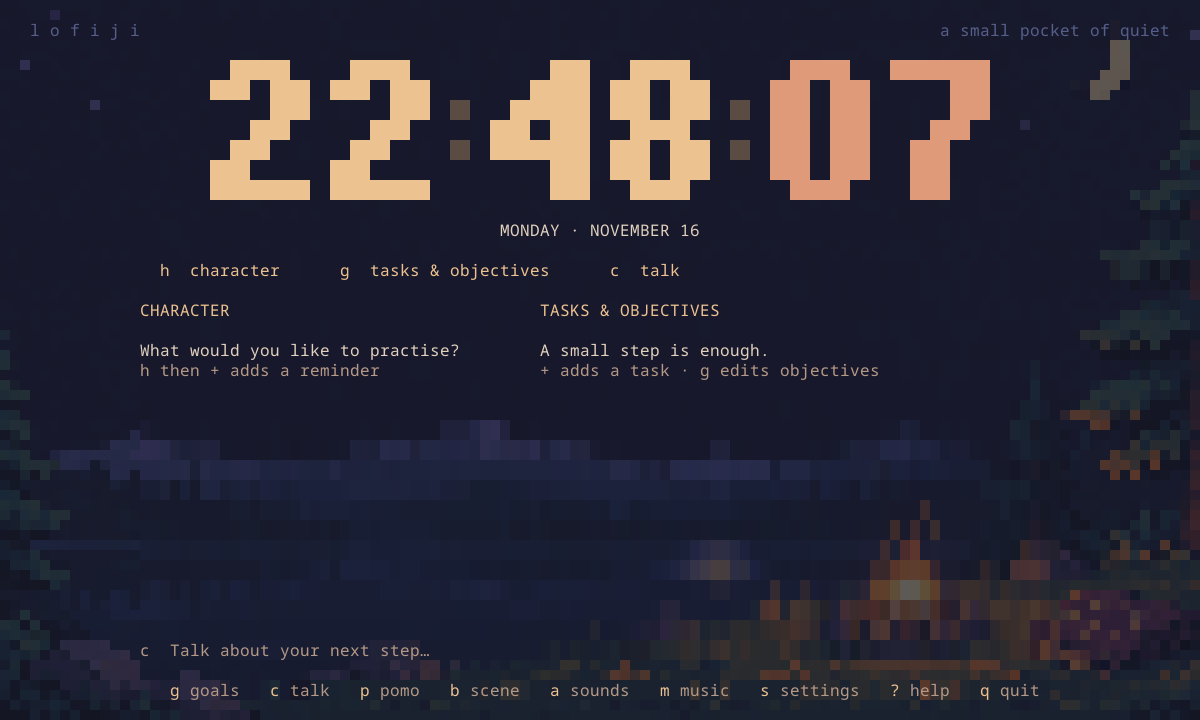 l o f i j i
a small pocket of quiet
22:48:07
MONDAY · NOVEMBER 16
h character g tasks & objectives c talk
CHARACTER
What would you like to practise?
h then + adds a reminder
TASKS & OBJECTIVES
A small step is enough.
+ adds a task · g edits objectives
c Talk about your next step…
g goals c talk p pomo b scene a sounds m music s settings ? help q quit